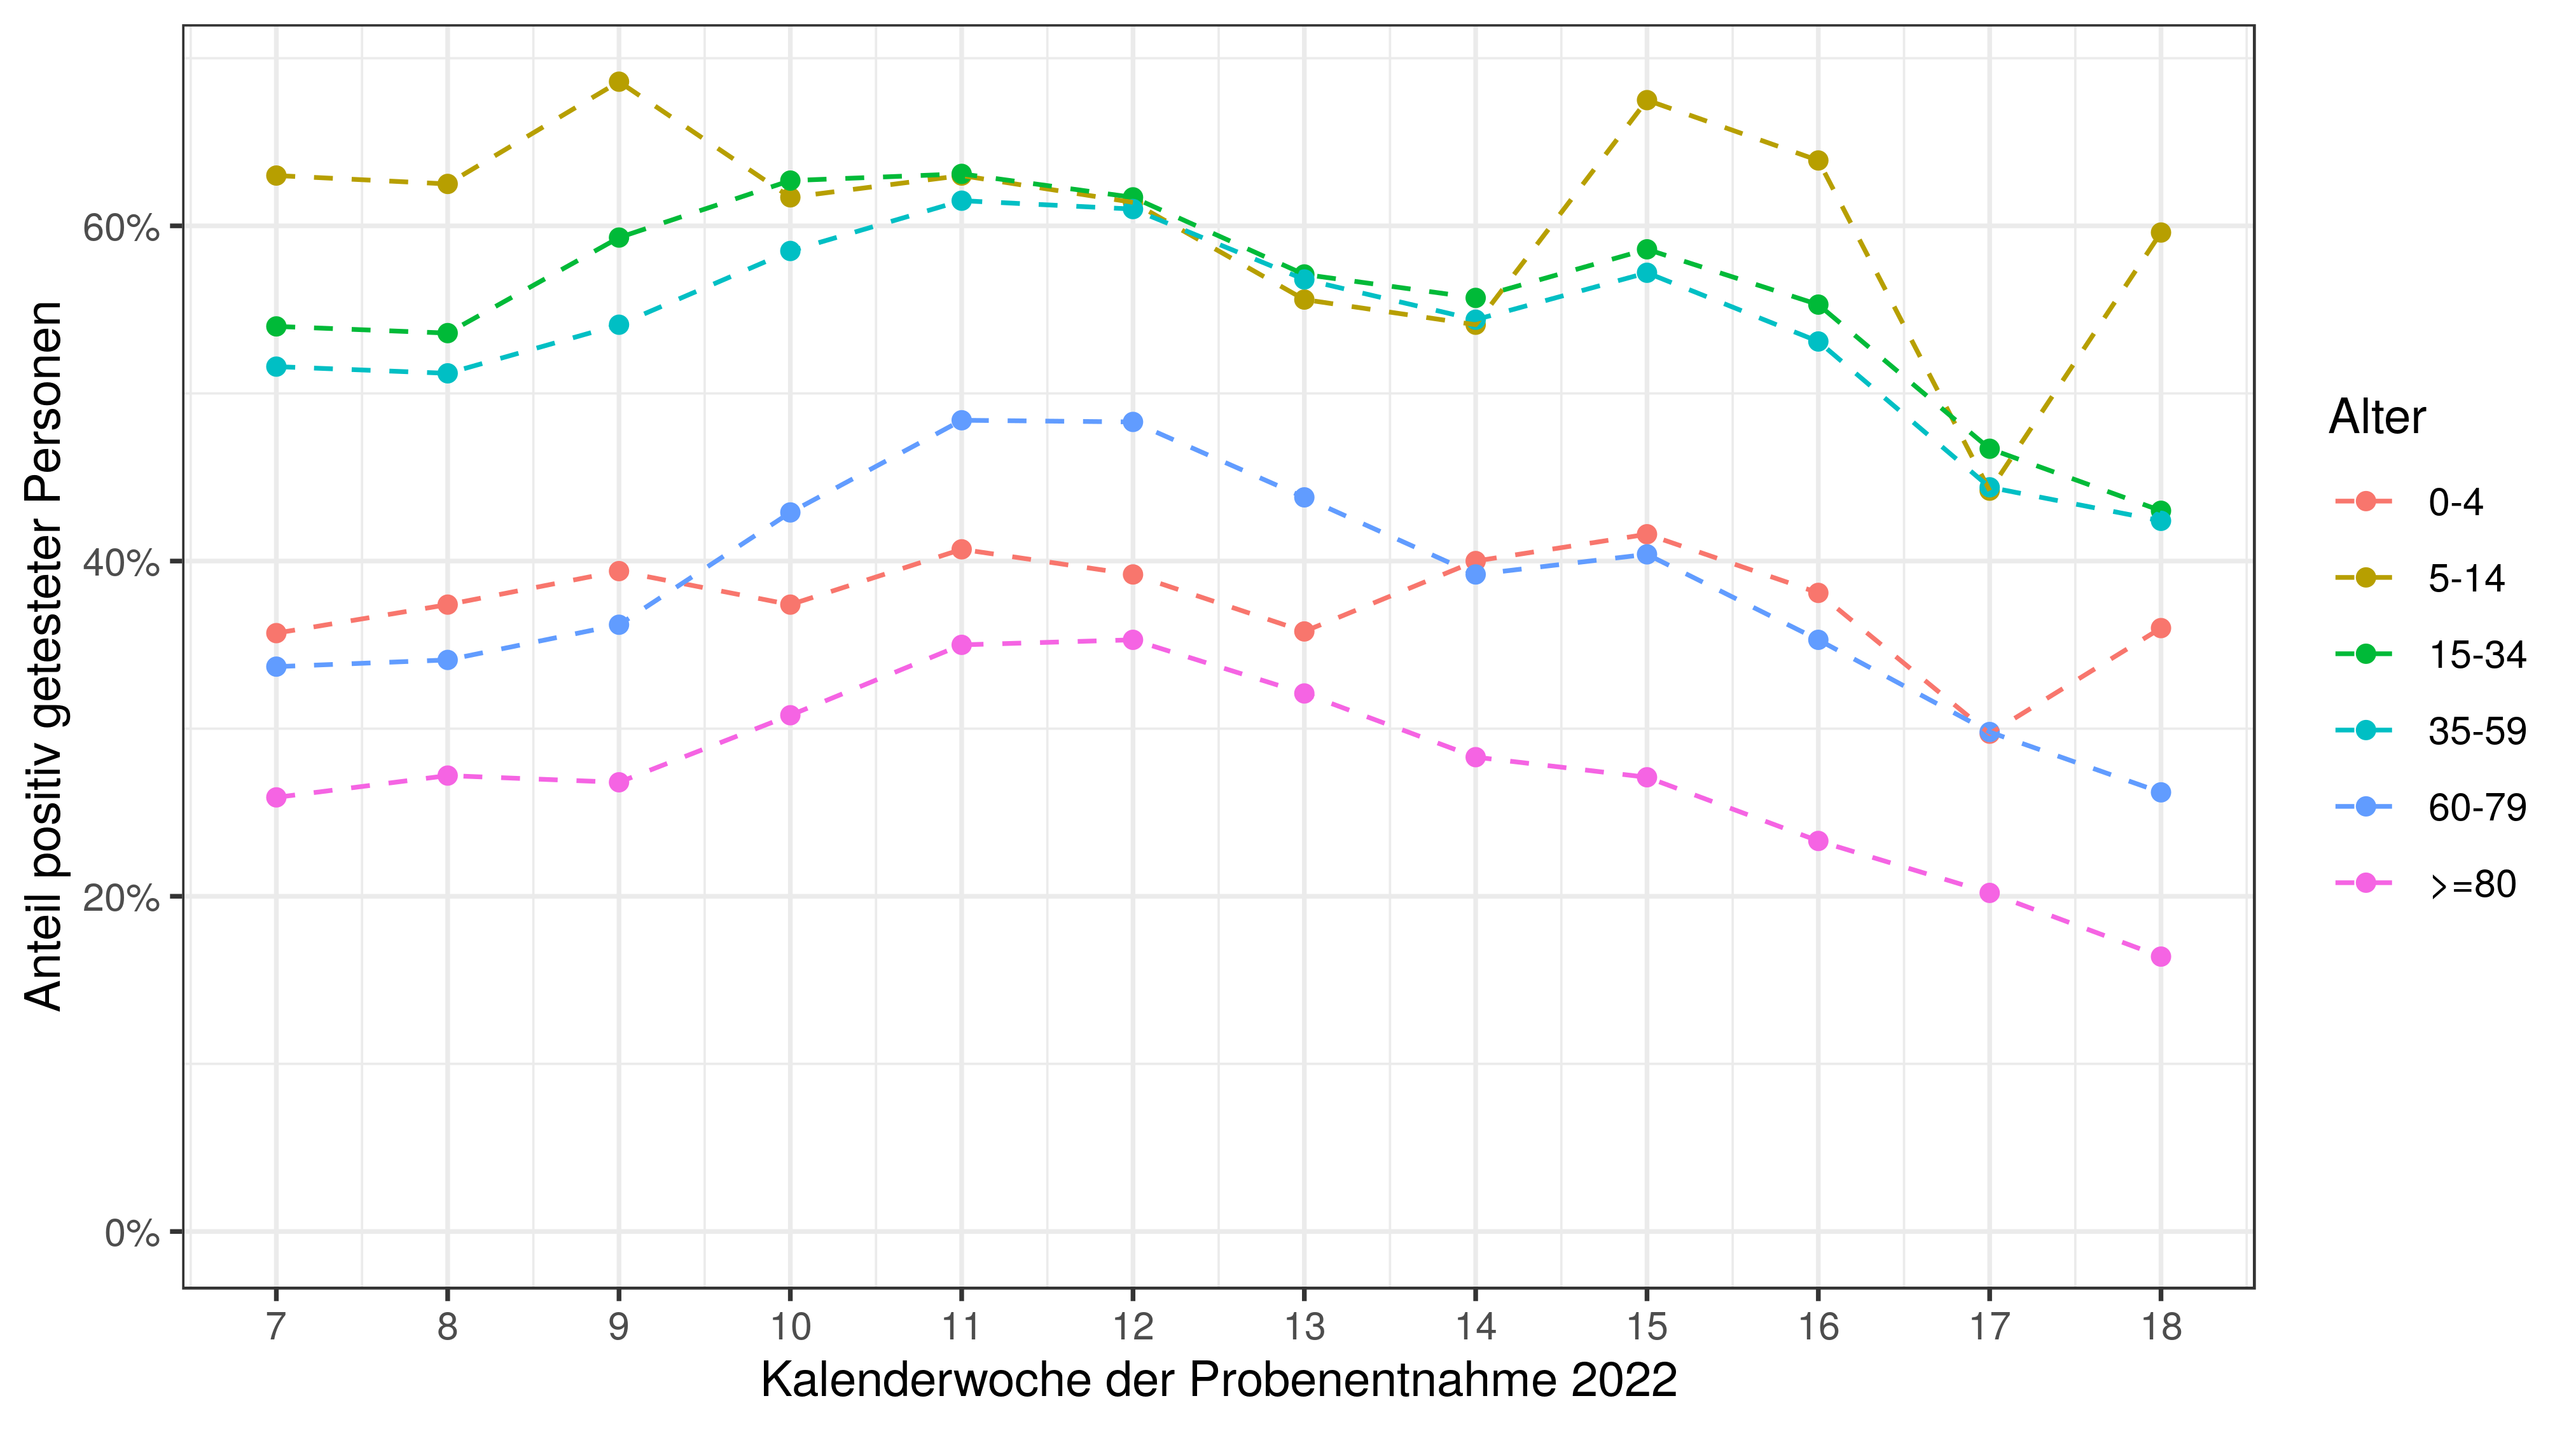 Anteil positiv getesteter Personen
60%
40%
20%
0%
7 8 9 10 11 12 13 14 15 16 17 18
Kalenderwoche der Probenentnahme 2022
Alter
0-4
5-14
15-34
35-59
60-79
>=80